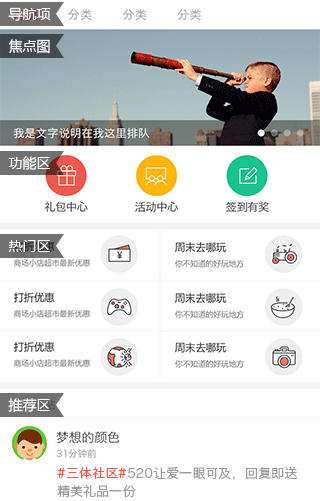 导航项 分类 分类 分类
焦点图
我是文字说明在我这里排队
功能区
礼包中心 活动中心 签到有奖
热门区
打折优惠 周末去哪玩
商场小店超市最新优惠 你不知道的好玩地方
打折优惠 周末去哪玩
商场小店超市最新优惠 你不知道的好玩地方
打折优惠 周末去哪玩
商场小店超市最新优惠 你不知道的好玩地方
推荐区
梦想的颜色
31分钟前
#三体社区#520让爱一眼可及，回复即送
精美礼品一份